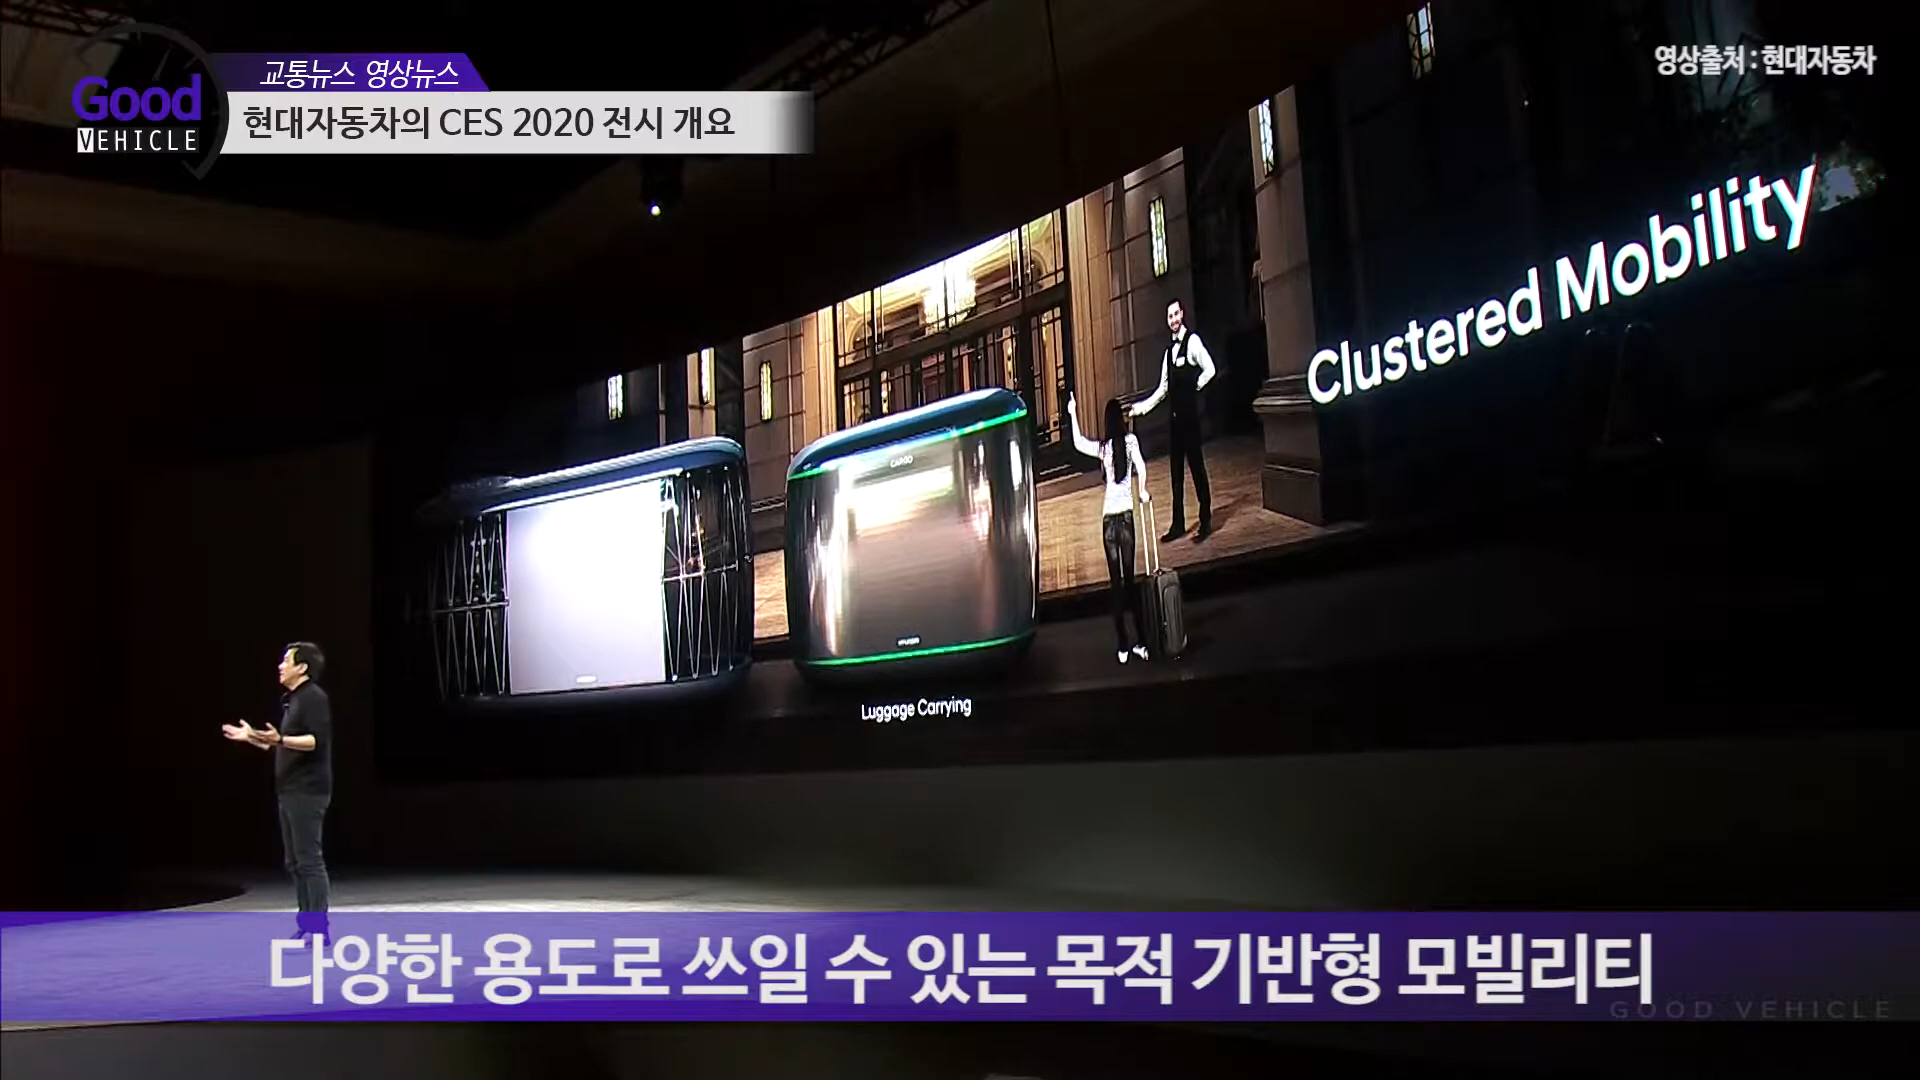 Good
VEHICLE
교통뉴스 영상뉴스
현대자동차의 CES 2020 전시 개요
영상출처 : 현대자동차
Clustered Mobility
CARGO
HYUNDAI
Luggage Carrying
다양한 용도로 쓰일 수 있는 목적 기반형 모빌리티
GOOD VEHICLE